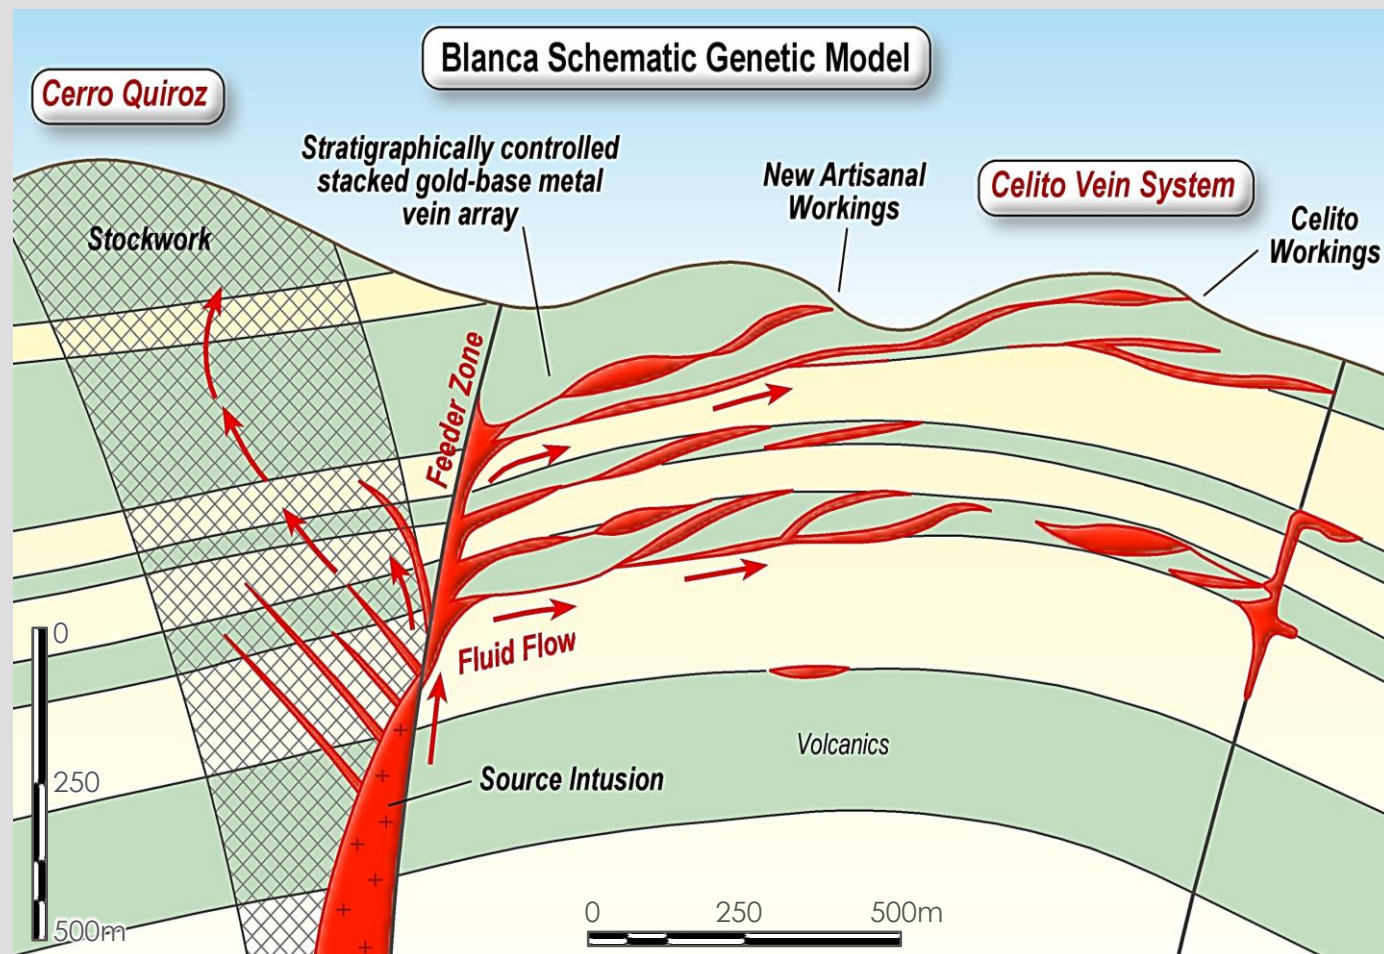 Blanca Schematic Genetic Model
Cerro Quiroz
Stratigraphically controlled
stacked gold-base metal
vein array
New Artisanal
Workings
Celito Vein System
Celito
Workings
Stockwork
Feeder Zone
Fluid Flow
Volcanics
Source Intusion
0
250
500m
0
250
500m